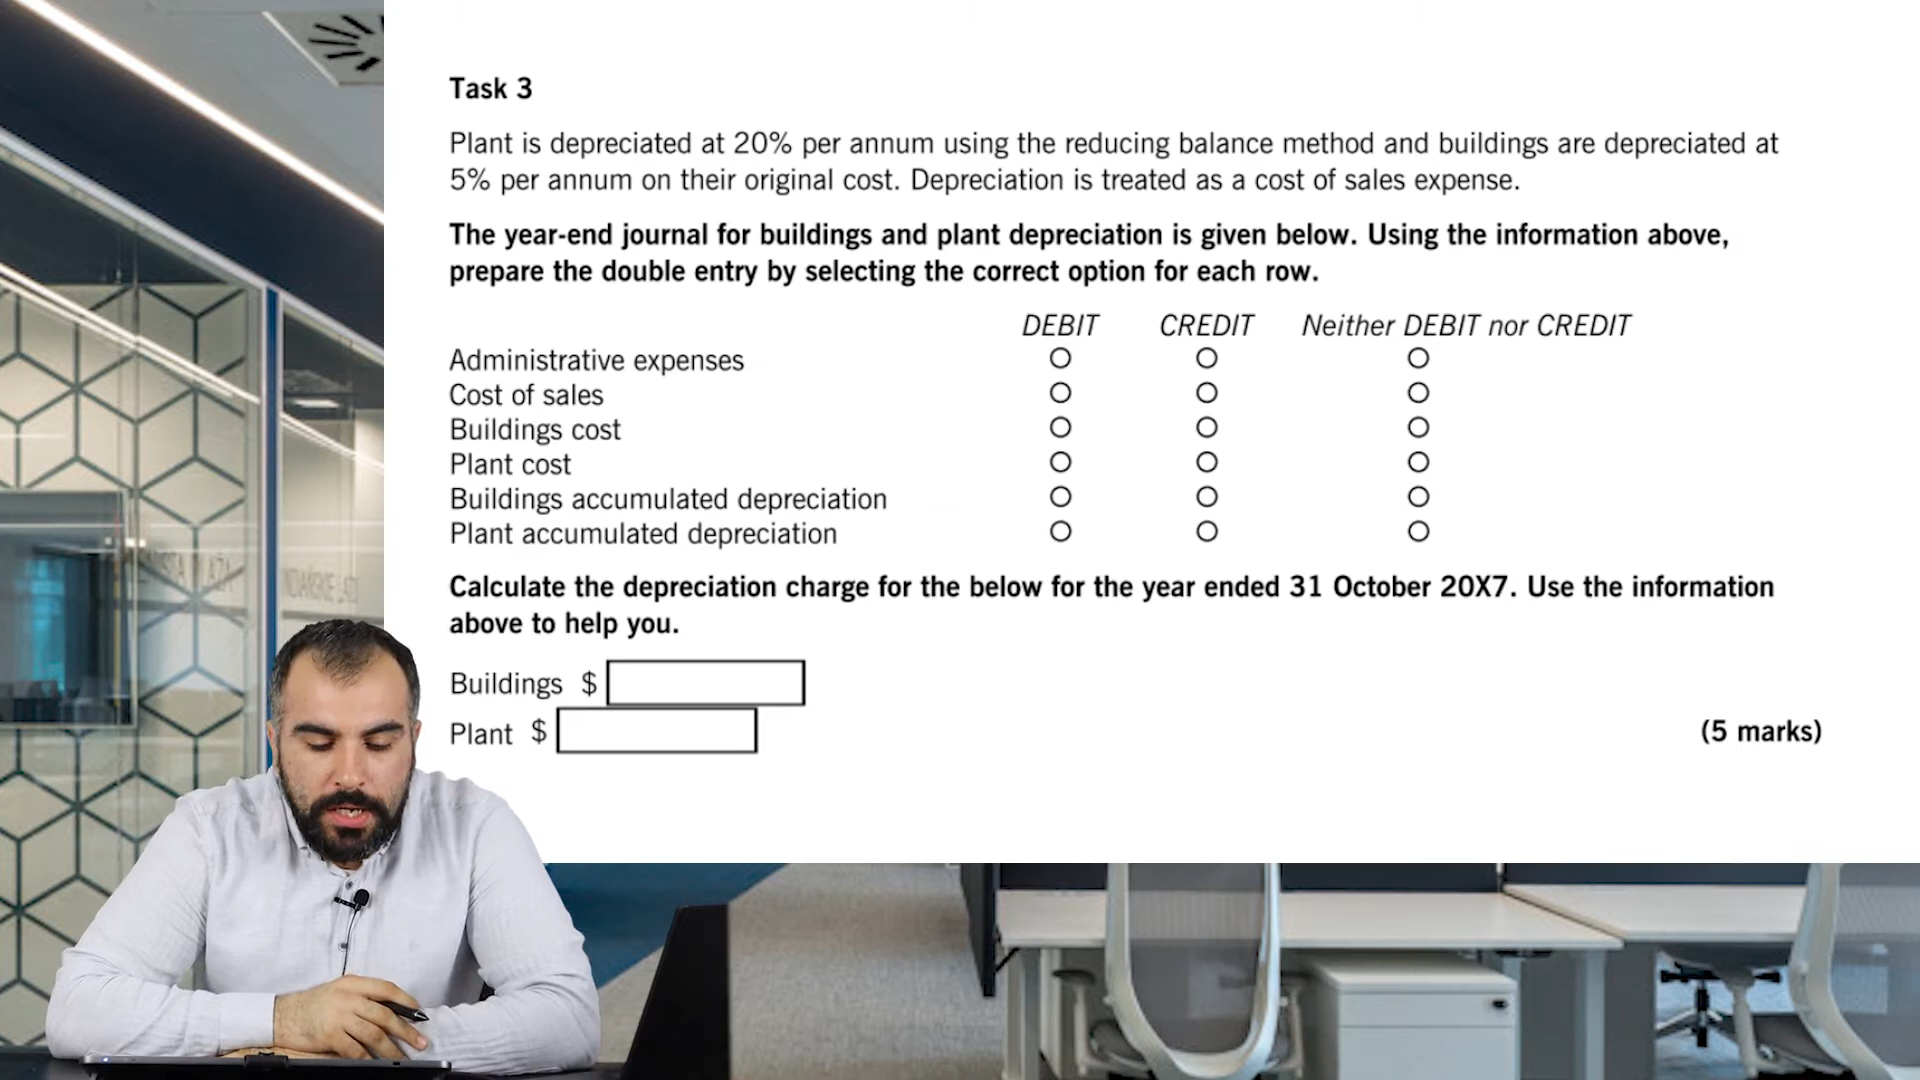 Task 3
Plant is depreciated at 20% per annum using the reducing balance method and buildings are depreciated at
5% per annum on their original cost. Depreciation is treated as a cost of sales expense.
The year-end journal for buildings and plant depreciation is given below. Using the information above,
prepare the double entry by selecting the correct option for each row.
DEBIT CREDIT Neither DEBIT nor CREDIT
Administrative expenses
Cost of sales
Buildings cost
Plant cost
Buildings accumulated depreciation
Plant accumulated depreciation
Calculate the depreciation charge for the below for the year ended 31 October 20X7. Use the information
above to help you.
Buildings $
Plant $
(5 marks)